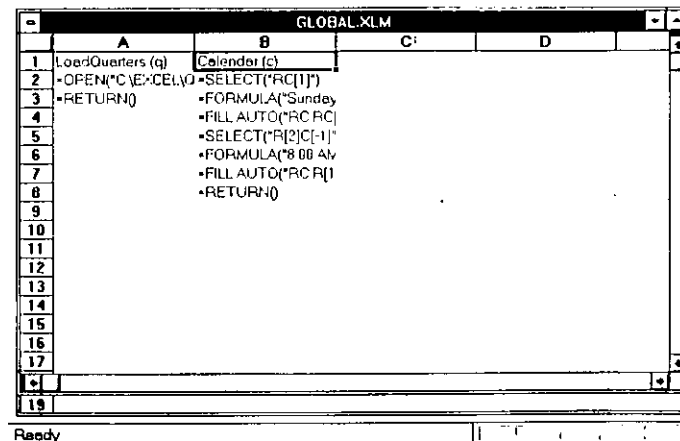 GLOBAL.XLM
A B C D
1 LoadQuarters (q) Calendar (c)
2 =OPEN("C:\EXCEL\Q =SELECT("RC[1]")
3 =RETURN() =FORMULA("Sunday
4 =FILL.AUTO("RC:RC[
5 =SELECT("R[2]C[-1]"
6 =FORMULA("8:00 AM
7 =FILL.AUTO("RC:R[1
8 =RETURN()
9
10
11
12
13
14
15
16
17
19
Ready